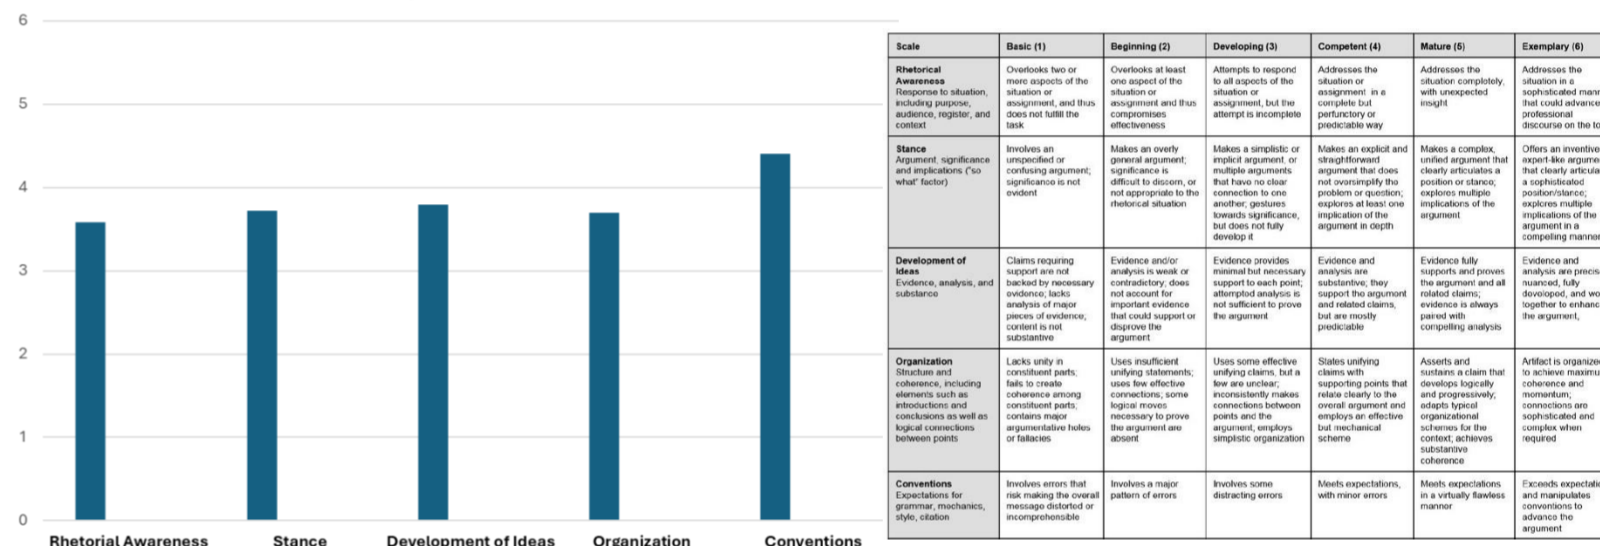 6
5
4
3
2
1
0
Rhetorial Awareness Stance Development of Ideas Organization Conventions
Scale Basic (1) Beginning (2) Developing (3) Competent (4) Mature (5) Exemplary (6)
Rhetorical
Awareness
Response to situation,
including purpose,
audience, register, and
context
Overlooks two or
more aspects of the
situation or
assignment, and thus
does not fulfill the
task
Overlooks at least
one aspect of the
situation or
assignment and thus
compromises
effectiveness
Attempts to respond
to all aspects of the
situation or
assignment, but the
attempt is incomplete
Addresses the
situation or
assignment in a
complete but
perfunctory or
predictable way
Addresses the
situation completely,
with unexpected
insight
Addresses the
situation in a
sophisticated
that could advance
professional
discourse on the
Stance
Argument, significance
and implications ("so
what" factor)
Involves an
unspecified or
confusing argument;
significance is not
evident
Makes an overly
general argument;
significance is
difficult to discern, or
not appropriate to the
rhetorical situation
Makes a simplistic or
implicit argument, or
multiple arguments
that have no clear
connection to one
another; gestures
towards significance,
but does not fully
develop it
Makes an explicit and
straightforward
argument that does
not oversimplify the
problem or question;
explores at least one
implication of the
argument in depth
Makes a complex,
unified argument that
clearly articulates a
position or stance;
explores multiple
implications of the
argument
Offers an inventive
expert-like
that clearly
a sophisticated
position/stance;
explores multiple
implications of the
argument in a
compelling manner
Development of
Ideas
Evidence, analysis, and
substance
Claims requiring
support are not
backed by necessary
evidence; lacks
analysis of major
pieces of evidence;
content is not
substantive
Evidence and/or
analysis is weak or
contradictory; does
not account for
important evidence
that could support or
disprove the
argument
Evidence provides
minimal but necessary
support to each point;
attempted analysis is
not sufficient to prove
the argument
Evidence and
analysis are
substantive; they
support the argument
and related claims,
but are mostly
predictable
Evidence fully
supports and proves
the argument and all
related claims;
evidence is always
paired with
compelling analysis
Evidence and
analysis are
nuanced, fully
developed, and
together to
the argument,
Organization
Structure and
coherence, including
elements such as
introductions and
conclusions as well as
logical connections
between points
Lacks unity in
constituent parts;
fails to create
coherence among
constituent parts;
contains major
argumentative holes
or fallacies
Uses insufficient
unifying statements;
uses few effective
connections; some
logical moves
necessary to prove
the argument are
absent
Uses some effective
unifying claims, but a
few are unclear;
inconsistently makes
connections between
points and the
argument; employs
simplistic organization
States unifying
claims with
supporting points that
relate clearly to the
overall argument and
employs an effective
but mechanical
scheme
Asserts and
sustains a claim that
develops logically
and progressively;
adapts typical
organizational
schemes for the
context; achieves
substantive
coherence
Artifact is
to achieve
coherence and
momentum;
connections are
sophisticated and
complex when
required
Conventions
Expectations for
grammar, mechanics,
style, citation
Involves errors that
risk making the overall
message distorted or
incomprehensible
Involves a major
pattern of errors
Involves some
distracting errors
Meets expectations,
with minor errors
Meets expectations
in a virtually flawless
manner
Exceeds
and manipulates
conventions to
advance the
argument